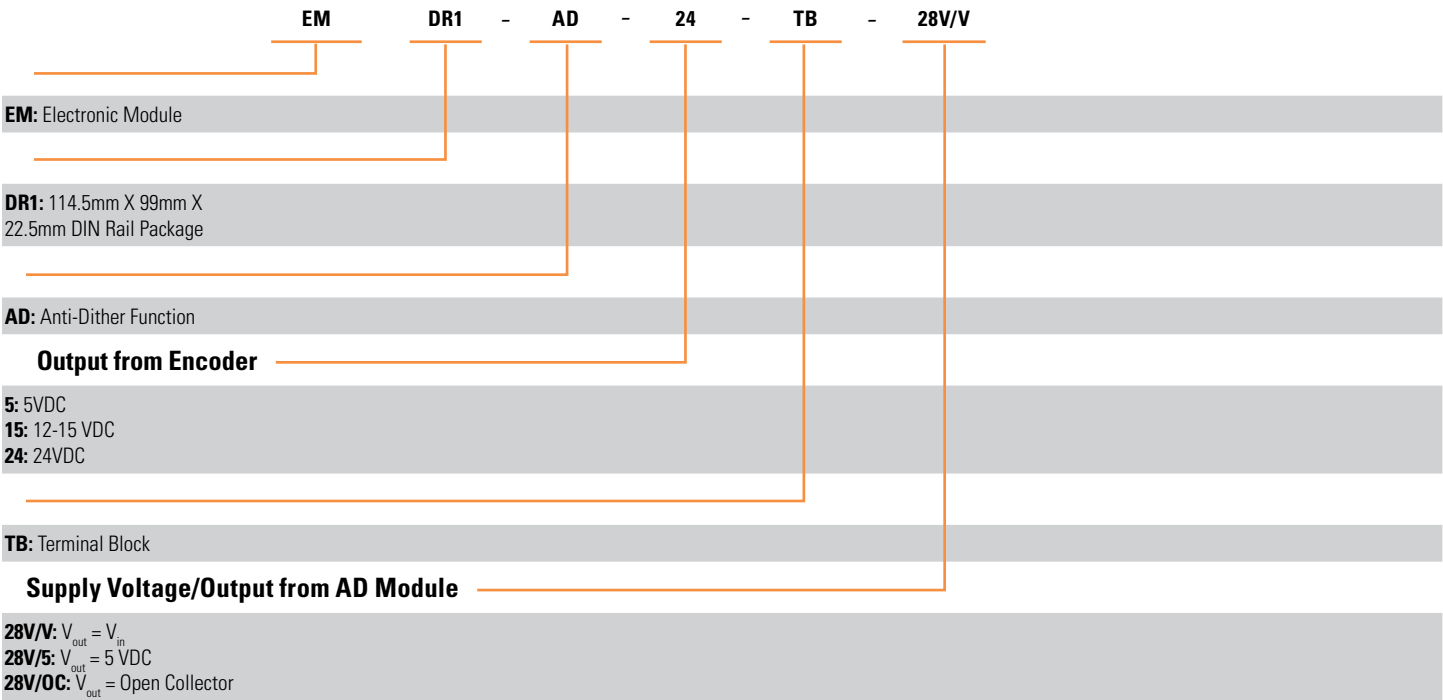 EM DR1 - AD - 24 - TB - 28V/V
EM: Electronic Module
DR1: 114.5mm X 99mm X
22.5mm DIN Rail Package
AD: Anti-Dither Function
Output from Encoder
5: 5VDC
15: 12-15 VDC
24: 24VDC
TB: Terminal Block
Supply Voltage/Output from AD Module
28V/V: Vout = Vin
28V/5: Vout = 5 VDC
28V/OC: Vout = Open Collector